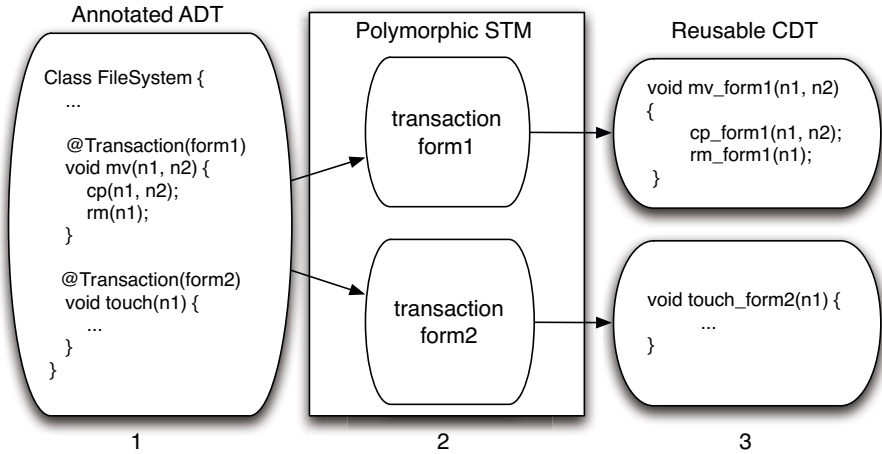 Annotated ADT
Class FileSystem {
...
@Transaction(form1)
void mv(n1, n2) {
cp(n1, n2);
rm(n1);
}
@Transaction(form2)
void touch(n1) {
...
}
}
1
Polymorphic STM
transaction
form1
transaction
form2
2
Reusable CDT
void mv_form1(n1, n2)
{
cp_form1(n1, n2);
rm_form1(n1);
}
void touch_form2(n1) {
...
}
3